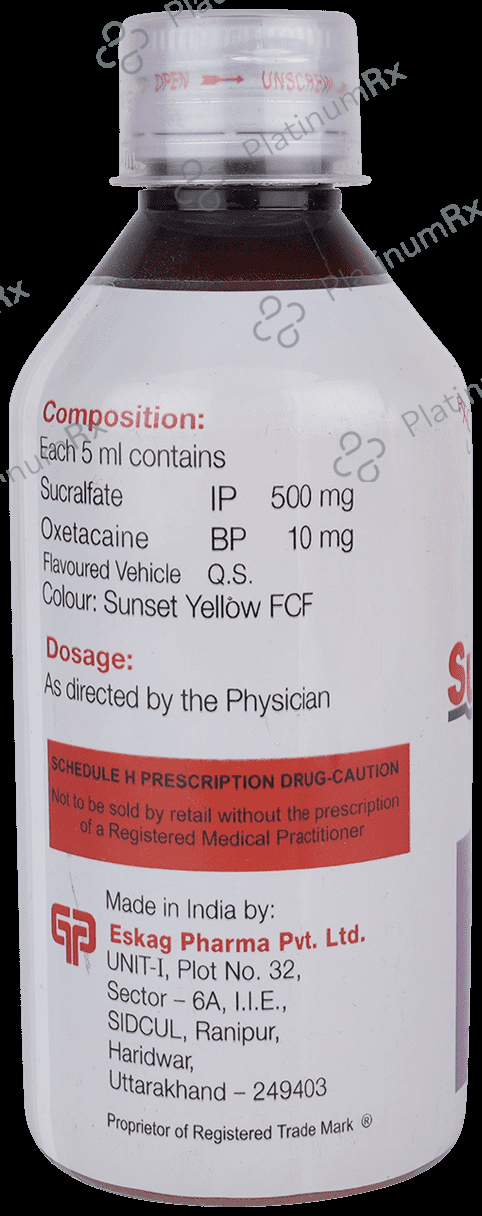 OPEN → UNSCREW
PlatinumRx
PlatinumRx
PlatinumRx
Composition:
Each 5 ml contains
Sucralfate IP 500 mg
Oxetacaine BP 10 mg
Flavoured Vehicle Q.S.
Colour: Sunset Yellow FCF
Dosage:
As directed by the Physician
SCHEDULE H PRESCRIPTION DRUG-CAUTION
Not to be sold by retail without the prescription
of a Registered Medical Practitioner
Made in India by:
Eskag Pharma Pvt. Ltd.
UNIT-I, Plot No. 32,
Sector – 6A, I.I.E.,
SIDCUL, Ranipur,
Haridwar,
Uttarakhand – 249403
Proprietor of Registered Trade Mark ®